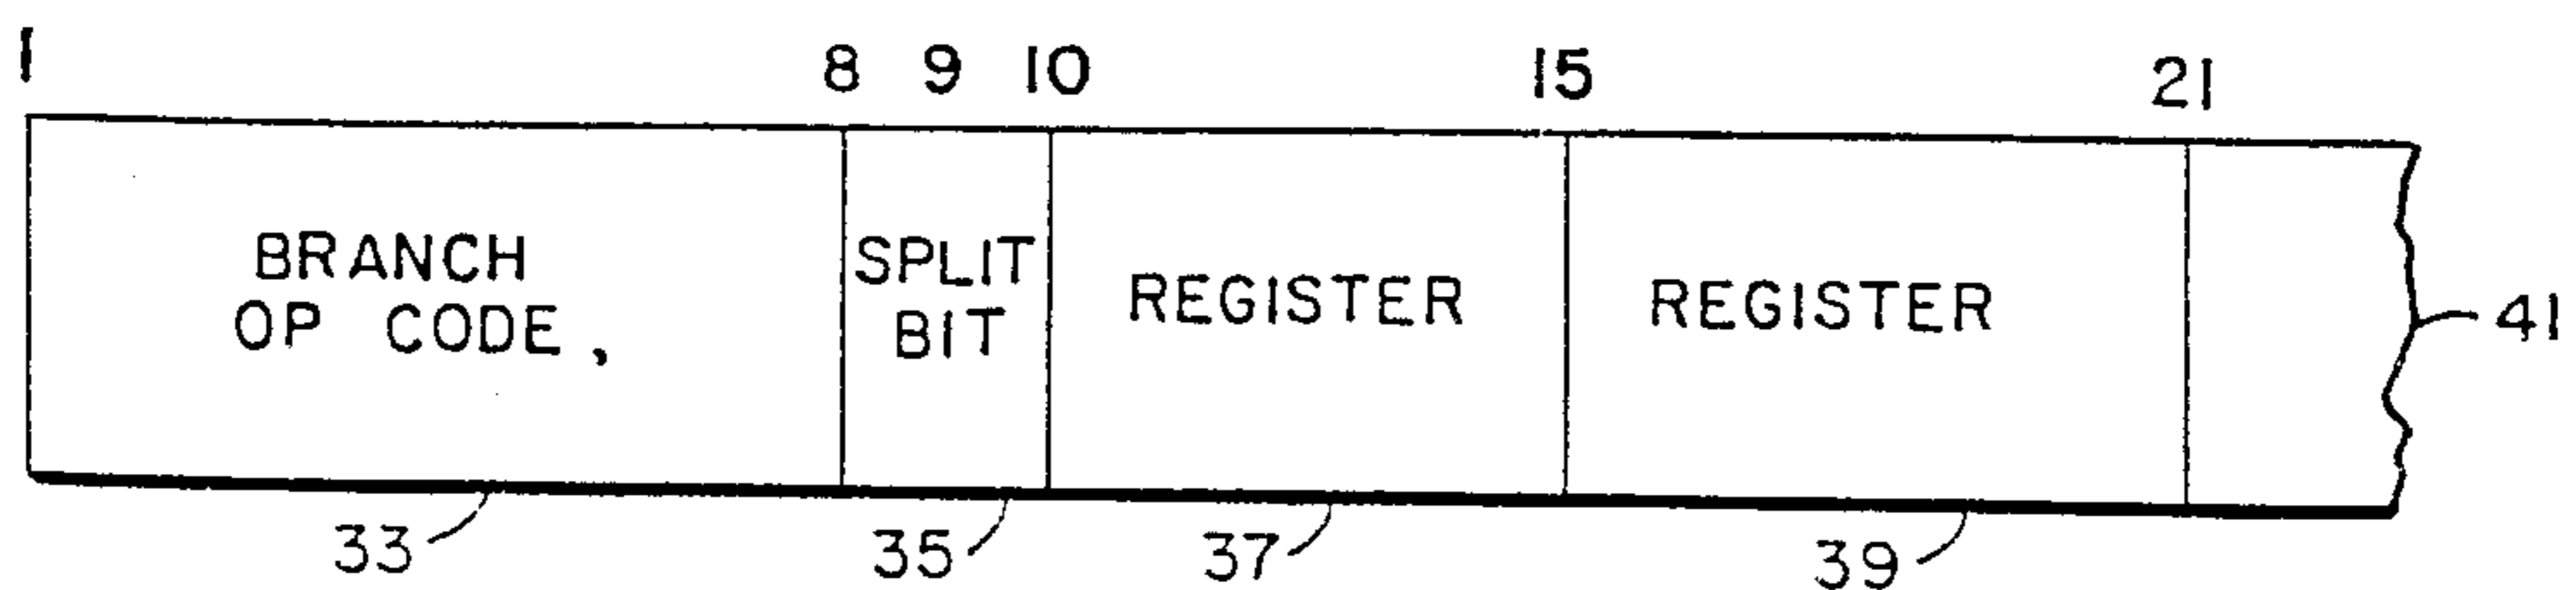 1 8 9 10 15 21
BRANCH
OP CODE,
SPLIT
BIT
REGISTER
REGISTER
41
33 35 37 39